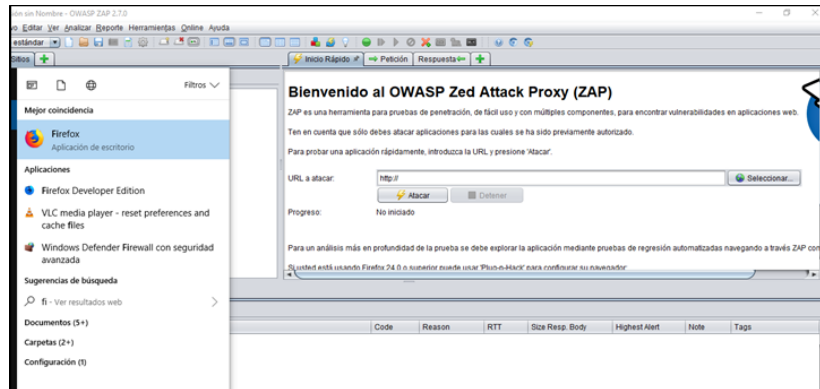 ón sin Nombre - OWASP ZAP 2.7.0
vo Editar Ver Analizar Reporte Herramientas Online Ayuda
estándar
Sitios
Inicio Rápido
Petición
Respuesta
Filtros
Mejor coincidencia
Firefox
Aplicación de escritorio
Aplicaciones
Firefox Developer Edition
VLC media player - reset preferences and
cache files
Windows Defender Firewall con seguridad
avanzada
Sugerencias de búsqueda
fi - Ver resultados web
Documentos (5+)
Carpetas (2+)
Configuración (1)
Bienvenido al OWASP Zed Attack Proxy (ZAP)
ZAP es una herramienta para pruebas de penetración, de fácil uso y con múltiples componentes, para encontrar vulnerabilidades en aplicaciones web.
Ten en cuenta que sólo debes atacar aplicaciones para las cuales se ha sido previamente autorizado.
Para probar una aplicación rápidamente, introduzca la URL y presione 'Atacar'.
URL a atacar:
http://
Seleccionar...
Atacar
Detener
Progreso:
No iniciado
Para un análisis más en profundidad de la prueba se debe explorar la aplicación mediante pruebas de regresión automatizadas navegando a través ZAP con
Si usted está usando Firefox 24.0 o superior puede usar 'Plug-n-Hack' para configurar su navegador:
Code
Reason
RTT
Size Resp. Body
Highest Alert
Note
Tags